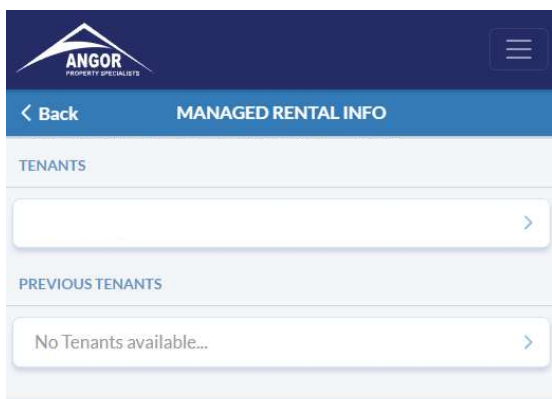 ANGOR
PROPERTY SPECIALISTS
Back MANAGED RENTAL INFO
TENANTS
PREVIOUS TENANTS
No Tenants available...